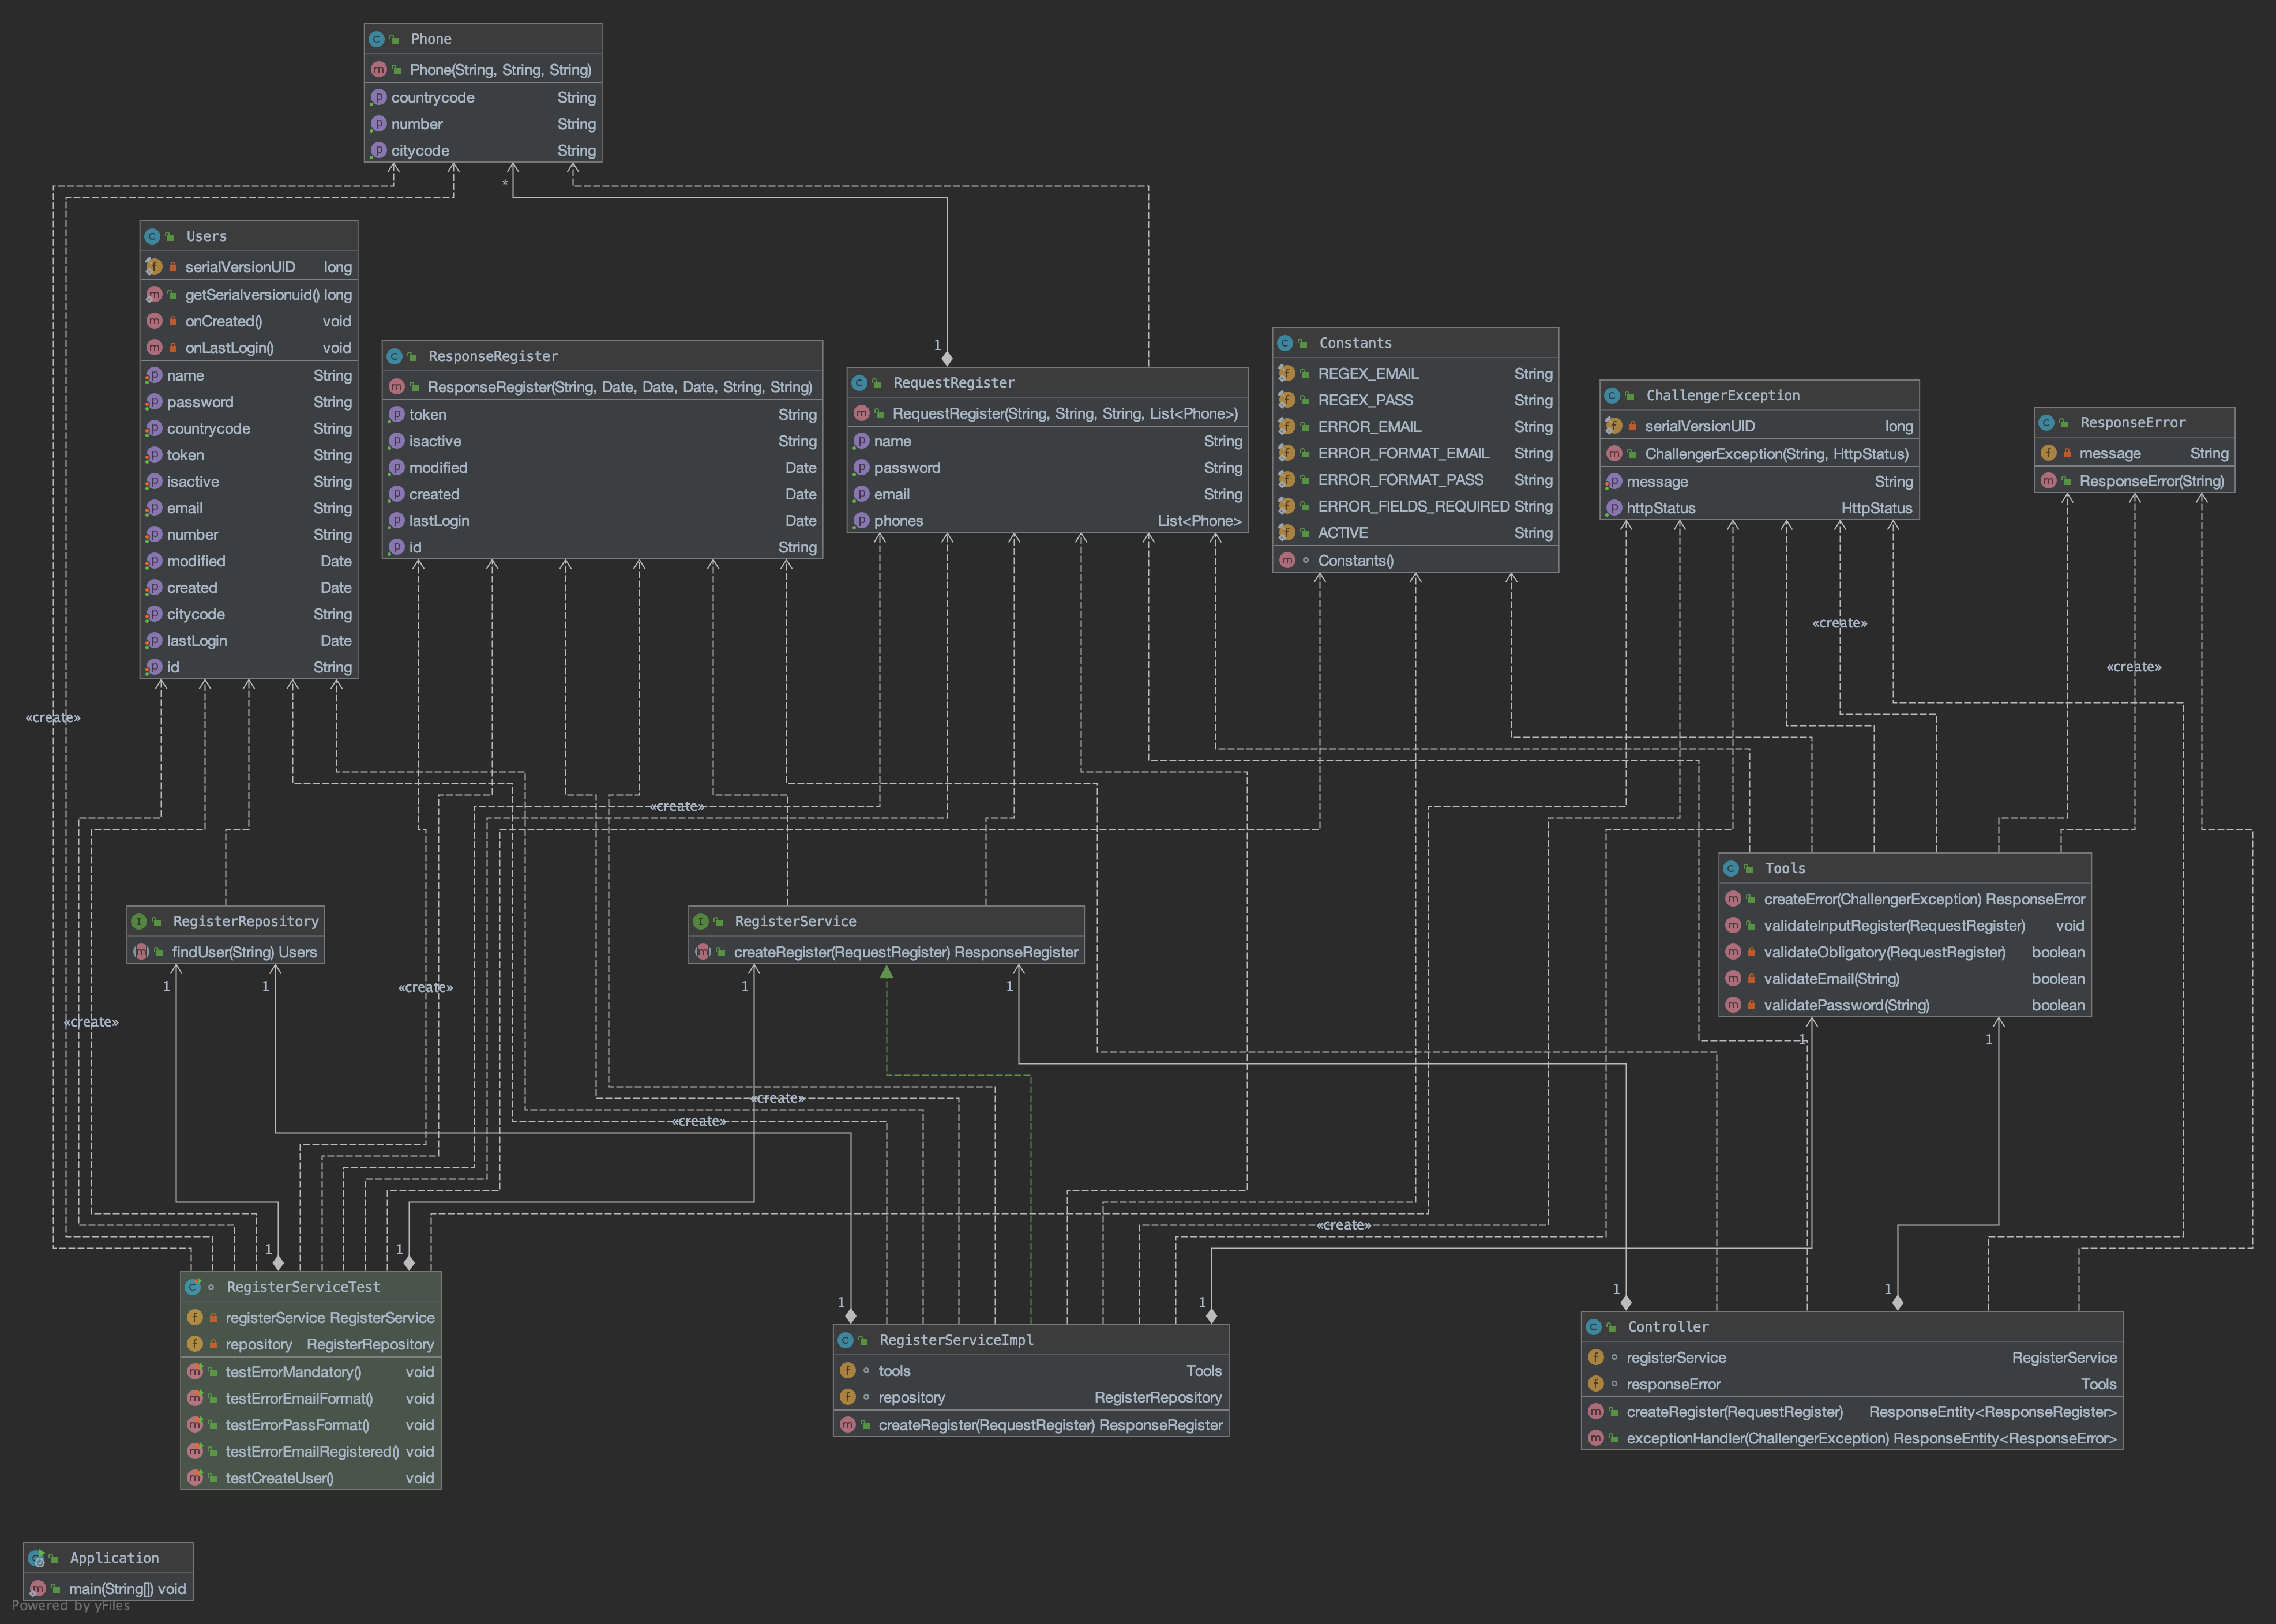 Phone
Phone(String, String, String)
countrycode String
number String
citycode String
*
Users
serialVersionUID long
getSerialversionuid() long
onCreated() void
onLastLogin() void
name String
password String
countrycode String
token String
isactive String
email String
number String
modified Date
created Date
citycode String
lastLogin Date
id String
ResponseRegister
ResponseRegister(String, Date, Date, Date, String, String)
token String
isactive String
modified Date
created Date
lastLogin Date
id String
1
RequestRegister
RequestRegister(String, String, String, List<Phone>)
name String
password String
email String
phones List<Phone>
Constants
REGEX_EMAIL String
REGEX_PASS String
ERROR_EMAIL String
ERROR_FORMAT_EMAIL String
ERROR_FORMAT_PASS String
ERROR_FIELDS_REQUIRED String
ACTIVE String
Constants()
ChallengerException
serialVersionUID long
ChallengerException(String, HttpStatus)
message String
httpStatus HttpStatus
ResponseError
message String
ResponseError(String)
«create»
«create»
«create»
«create»
RegisterRepository
findUser(String) Users
RegisterService
createRegister(RequestRegister) ResponseRegister
Tools
createError(ChallengerException) ResponseError
validateInputRegister(RequestRegister) void
validateObligatory(RequestRegister) boolean
validateEmail(String) boolean
validatePassword(String) boolean
1 1 «create» 1 1
«create»
1 1
«create»
«create»
«create»
1 1
RegisterServiceTest
registerService RegisterService
repository RegisterRepository
testErrorMandatory() void
testErrorEmailFormat() void
testErrorPassFormat() void
testErrorEmailRegistered() void
testCreateUser() void
1 1
RegisterServiceImpl
tools Tools
repository RegisterRepository
createRegister(RequestRegister) ResponseRegister
1 1
Controller
registerService RegisterService
responseError Tools
createRegister(RequestRegister) ResponseEntity<ResponseRegister>
exceptionHandler(ChallengerException) ResponseEntity<ResponseError>
Application
main(String[]) void
Powered by yFiles